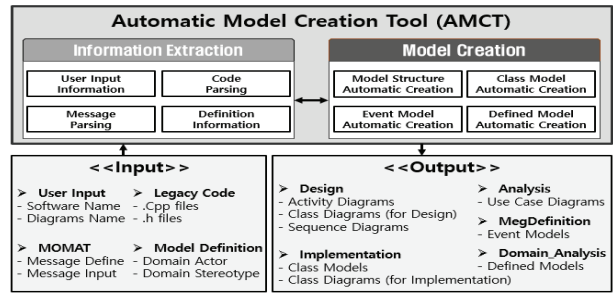 Automatic Model Creation Tool (AMCT)
Information Extraction
User Input
Information
Code
Parsing
Message
Parsing
Definition
Information
Model Creation
Model Structure
Automatic Creation
Class Model
Automatic Creation
Event Model
Automatic Creation
Defined Model
Automatic Creation
<<Input>>
➢ User Input
- Software Name
- Diagrams Name
➢ Legacy Code
- .Cpp files
- .h files
➢ MOMAT
- Message Define
- Message Input
➢ Model Definition
- Domain Actor
- Domain Stereotype
<<Output>>
➢ Design
- Activity Diagrams
- Class Diagrams (for Design)
- Sequence Diagrams
➢ Implementation
- Class Models
- Class Diagrams (for Implementation)
➢ Analysis
- Use Case Diagrams
➢ MegDefinition
- Event Models
➢ Domain_Analysis
- Defined Models